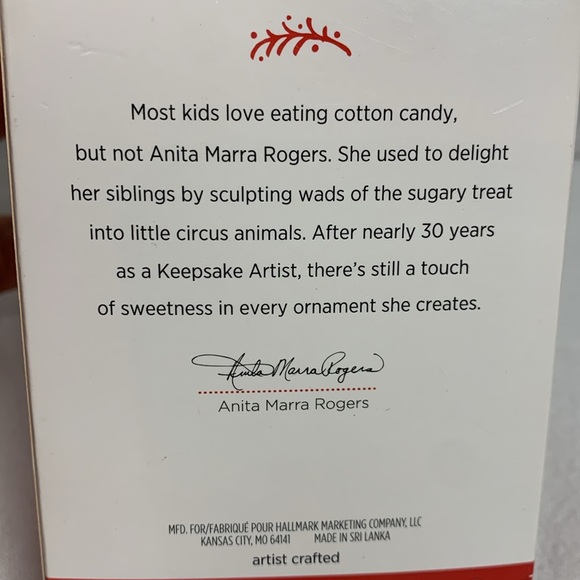 Most kids love eating cotton candy,
but not Anita Marra Rogers. She used to delight
her siblings by sculpting wads of the sugary treat
into little circus animals. After nearly 30 years
as a Keepsake Artist, there's still a touch
of sweetness in every ornament she creates.
Anita Marra Rogers
Anita Marra Rogers
MFD. FOR/FABRIQUÉ POUR HALLMARK MARKETING COMPANY, LLC
KANSAS CITY, MO 64141 MADE IN SRI LANKA
artist crafted